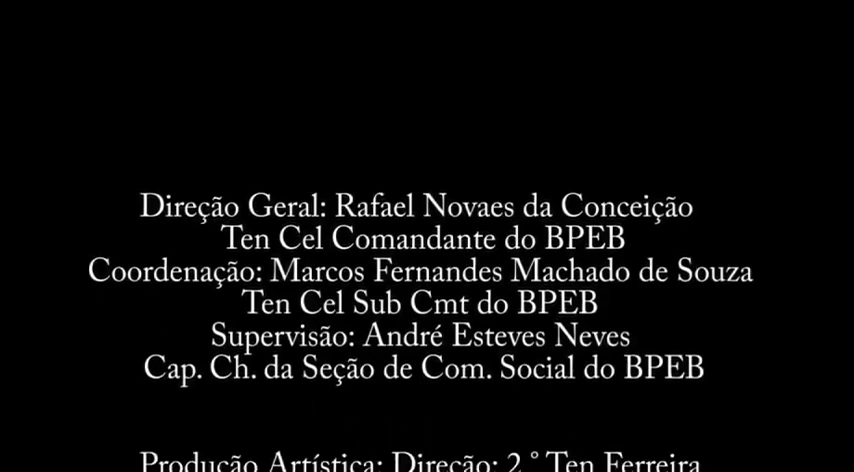 Direção Geral: Rafael Novaes da Conceição
Ten Cel Comandante do BPEB
Coordenação: Marcos Fernandes Machado de Souza
Ten Cel Sub Cmt do BPEB
Supervisão: André Esteves Neves
Cap. Ch. da Seção de Com. Social do BPEB
Produção Artística: Direção: 2 ° Ten Ferreira